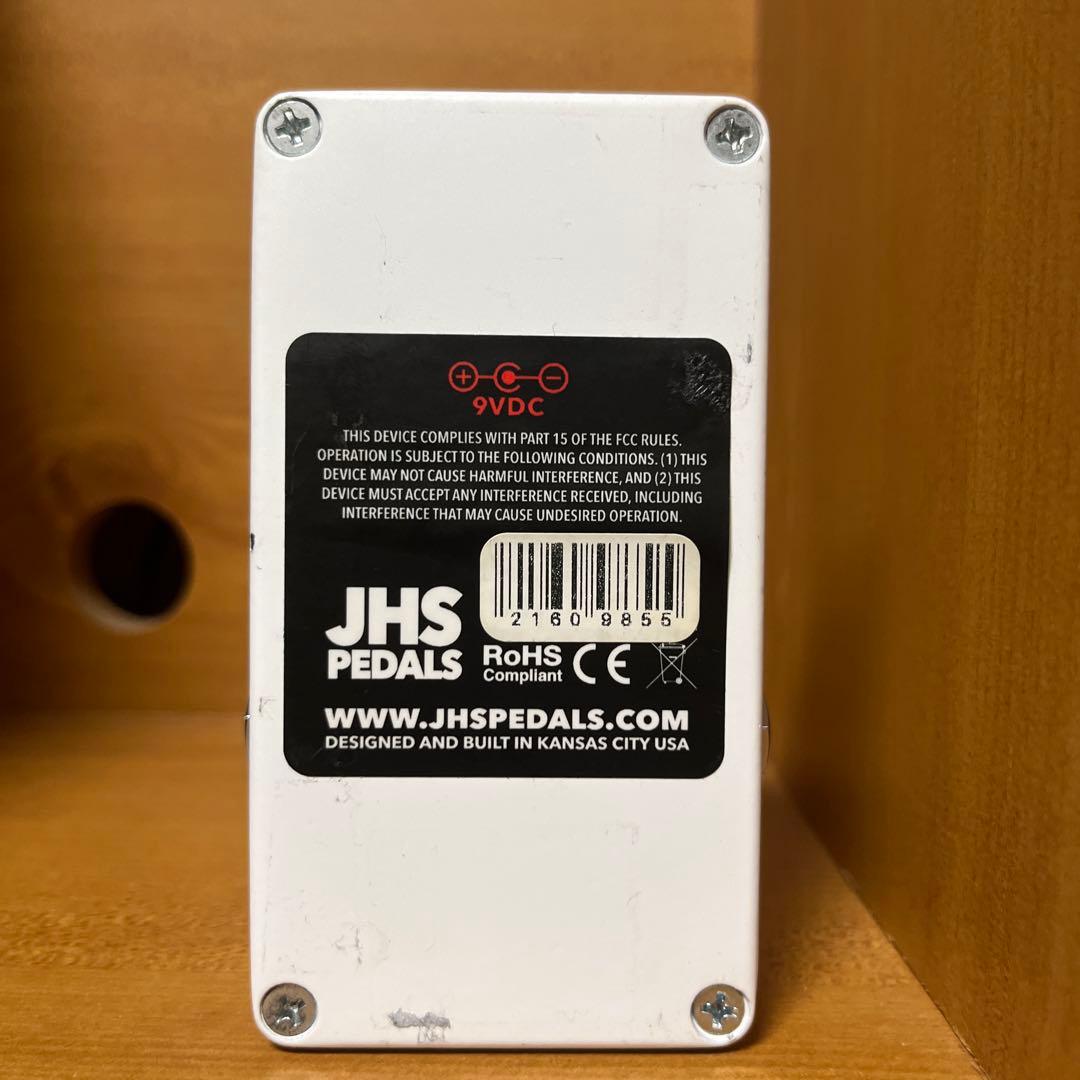 9VDC
THIS DEVICE COMPLIES WITH PART 15 OF THE FCC RULES.
OPERATION IS SUBJECT TO THE FOLLOWING CONDITIONS. (1) THIS
DEVICE MAY NOT CAUSE HARMFUL INTERFERENCE, AND (2) THIS
DEVICE MUST ACCEPT ANY INTERFERENCE RECEIVED, INCLUDING
INTERFERENCE THAT MAY CAUSE UNDESIRED OPERATION.
2160 9855
JHS
PEDALS
RoHS
Compliant
CE
WWW.JHSPEDALS.COM
DESIGNED AND BUILT IN KANSAS CITY USA